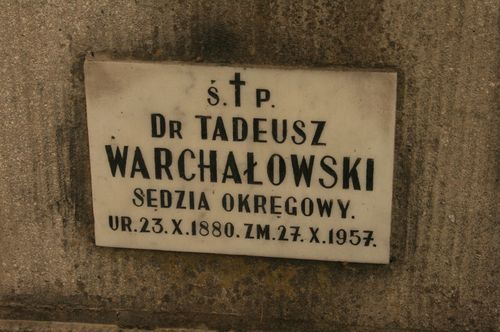 Ś. † P.
DR TADEUSZ
WARCHAŁOWSKI
SĘDZIA OKRĘGOWY.
UR. 23. X. 1880. ZM. 27. X. 1957.